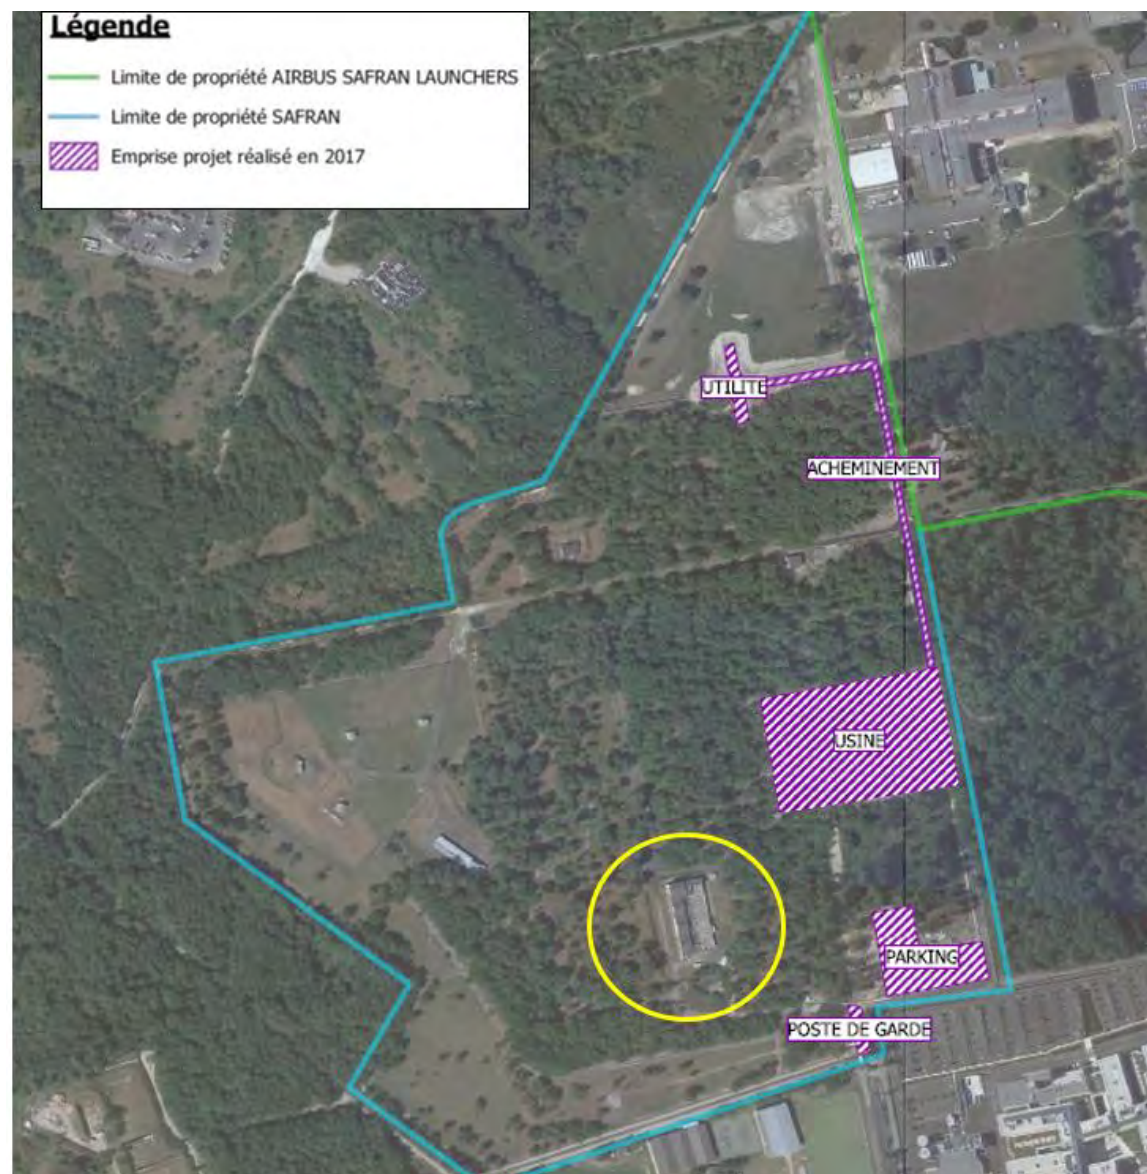 Légende
Limite de propriété AIRBUS SAFRAN LAUNCHERS
Limite de propriété SAFRAN
Emprise projet réalisé en 2017
UTILITE
ACHEMINEMENT
USINE
PARKING
POSTE DE GARDE